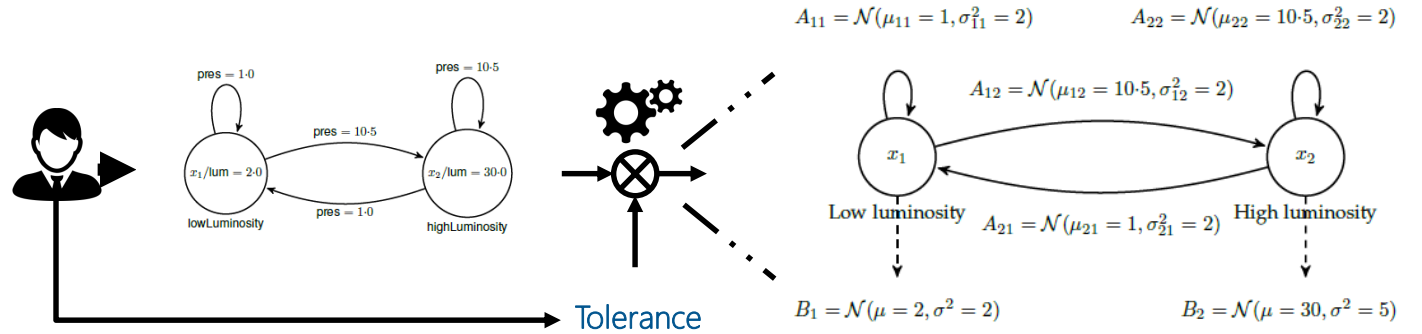 pres = 1·0
pres = 10·5
pres = 10·5
x₁/lum = 2·0
x₂/lum = 30·0
pres = 1·0
lowLuminosity
highLuminosity
Tolerance
A₁₁ = 𝒩(μ₁₁ = 1, σ²₁₁ = 2)
A₂₂ = 𝒩(μ₂₂ = 10·5, σ²₂₂ = 2)
A₁₂ = 𝒩(μ₁₂ = 10·5, σ²₁₂ = 2)
x₁
x₂
Low luminosity
High luminosity
A₂₁ = 𝒩(μ₂₁ = 1, σ²₂₁ = 2)
B₁ = 𝒩(μ = 2, σ² = 2)
B₂ = 𝒩(μ = 30, σ² = 5)